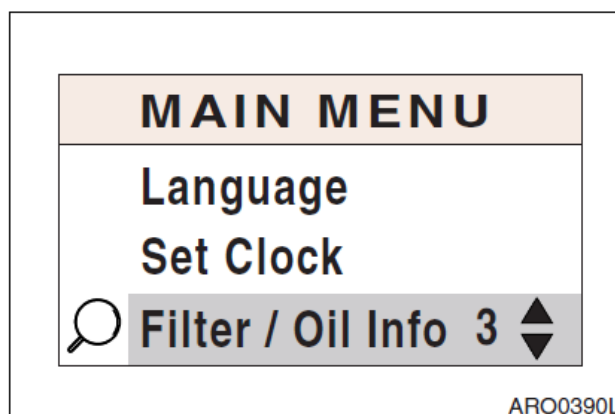 MAIN MENU
Language
Set Clock
Filter / Oil Info 3
ARO0390L